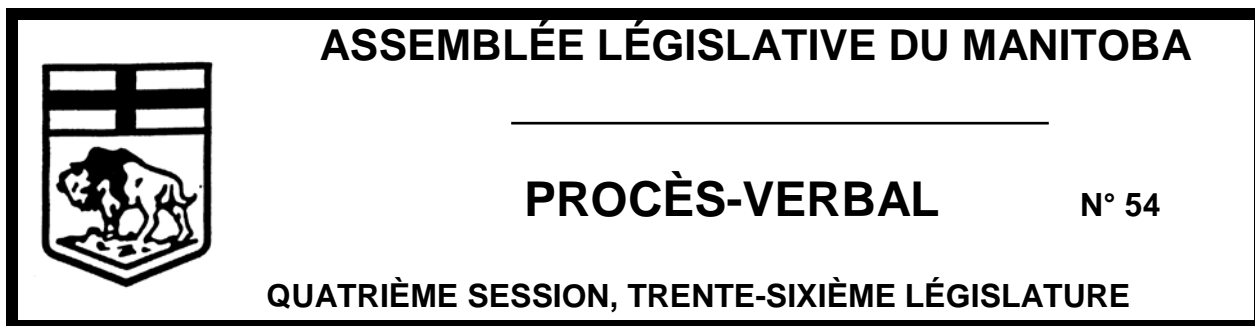 ASSEMBLÉE LÉGISLATIVE DU MANITOBA
PROCÈS-VERBAL N° 54
QUATRIÈME SESSION, TRENTE-SIXIÈME LÉGISLATURE